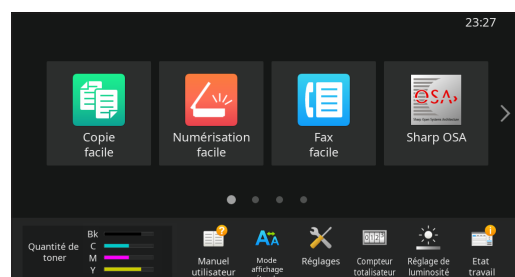 23:27
Copie
facile
Numérisation
facile
Fax
facile
OSA
Sharp OSA
Quantité de
toner
Bk
C
M
Y
Manuel
utilisateur
Mode
affichage
Réglages
Compteur
totalisateur
Réglage de
luminosité
Etat
travail